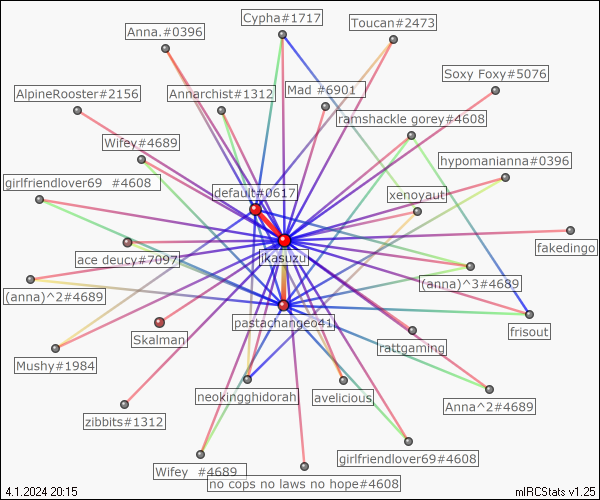 Cypha#1717
Toucan#2473
Anna.#0396
Soxy Foxy#5076
AlpineRooster#2156
Annarchist#1312
Mad #6901
ramshackle gorey#4608
Wifey#4689
hypomanianna#0396
girlfriendlover69 #4608
default#0617
xenoyaut
fakedingo
ikasuzu
ace deucy#7097
(anna)^3#4689
(anna)^2#4689
pastachangeo41
frisout
Skalman
rattgaming
Mushy#1984
neokingghidorah
avelicious
Anna^2#4689
zibbits#1312
girlfriendlover69#4608
Wifey #4689
no cops no laws no hope#4608
4.1.2024 20:15
mIRCStats v1.25